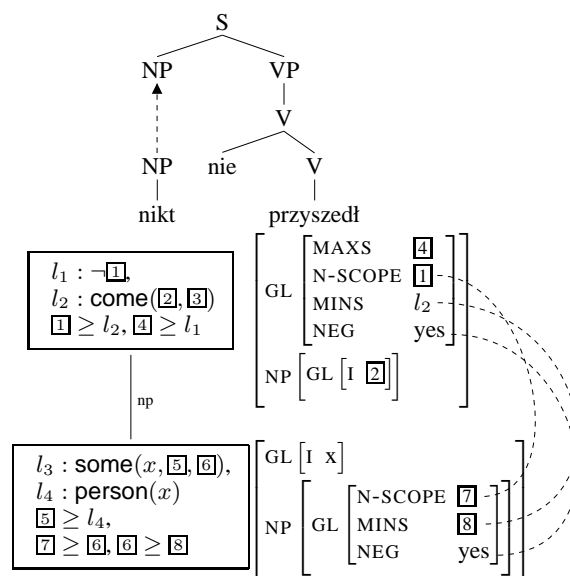 S
NP VP
V
NP nie V
nikt przyszedł
l₁ : ¬1,
l₂ : come(2, 3)
1 ≥ l₂, 4 ≥ l₁
GL MAXS 4
N-SCOPE 1
MINS l₂
NEG yes
NP GL I 2
np
l₃ : some(x, 5, 6),
l₄ : person(x)
5 ≥ l₄,
7 ≥ 6, 6 ≥ 8
GL I x
NP GL N-SCOPE 7
MINS 8
NEG yes